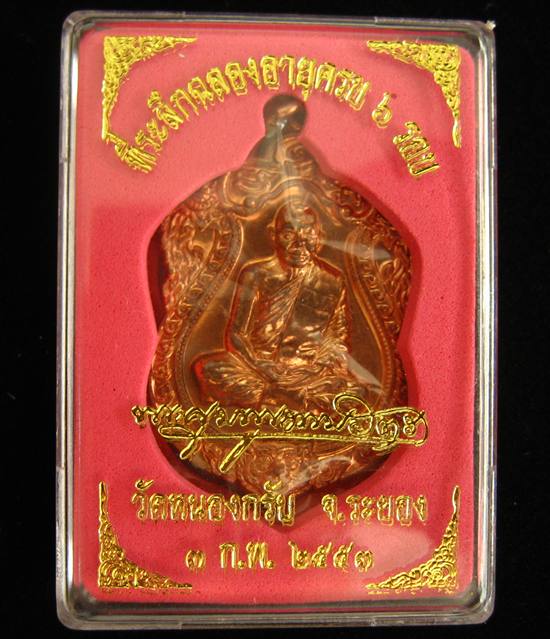 ที่ระลึกฉลองอายุครบ ๖ รอบ
วัดหนองกรับ จ.ระยอง
๓ ก.พ. ๒๕๕๓